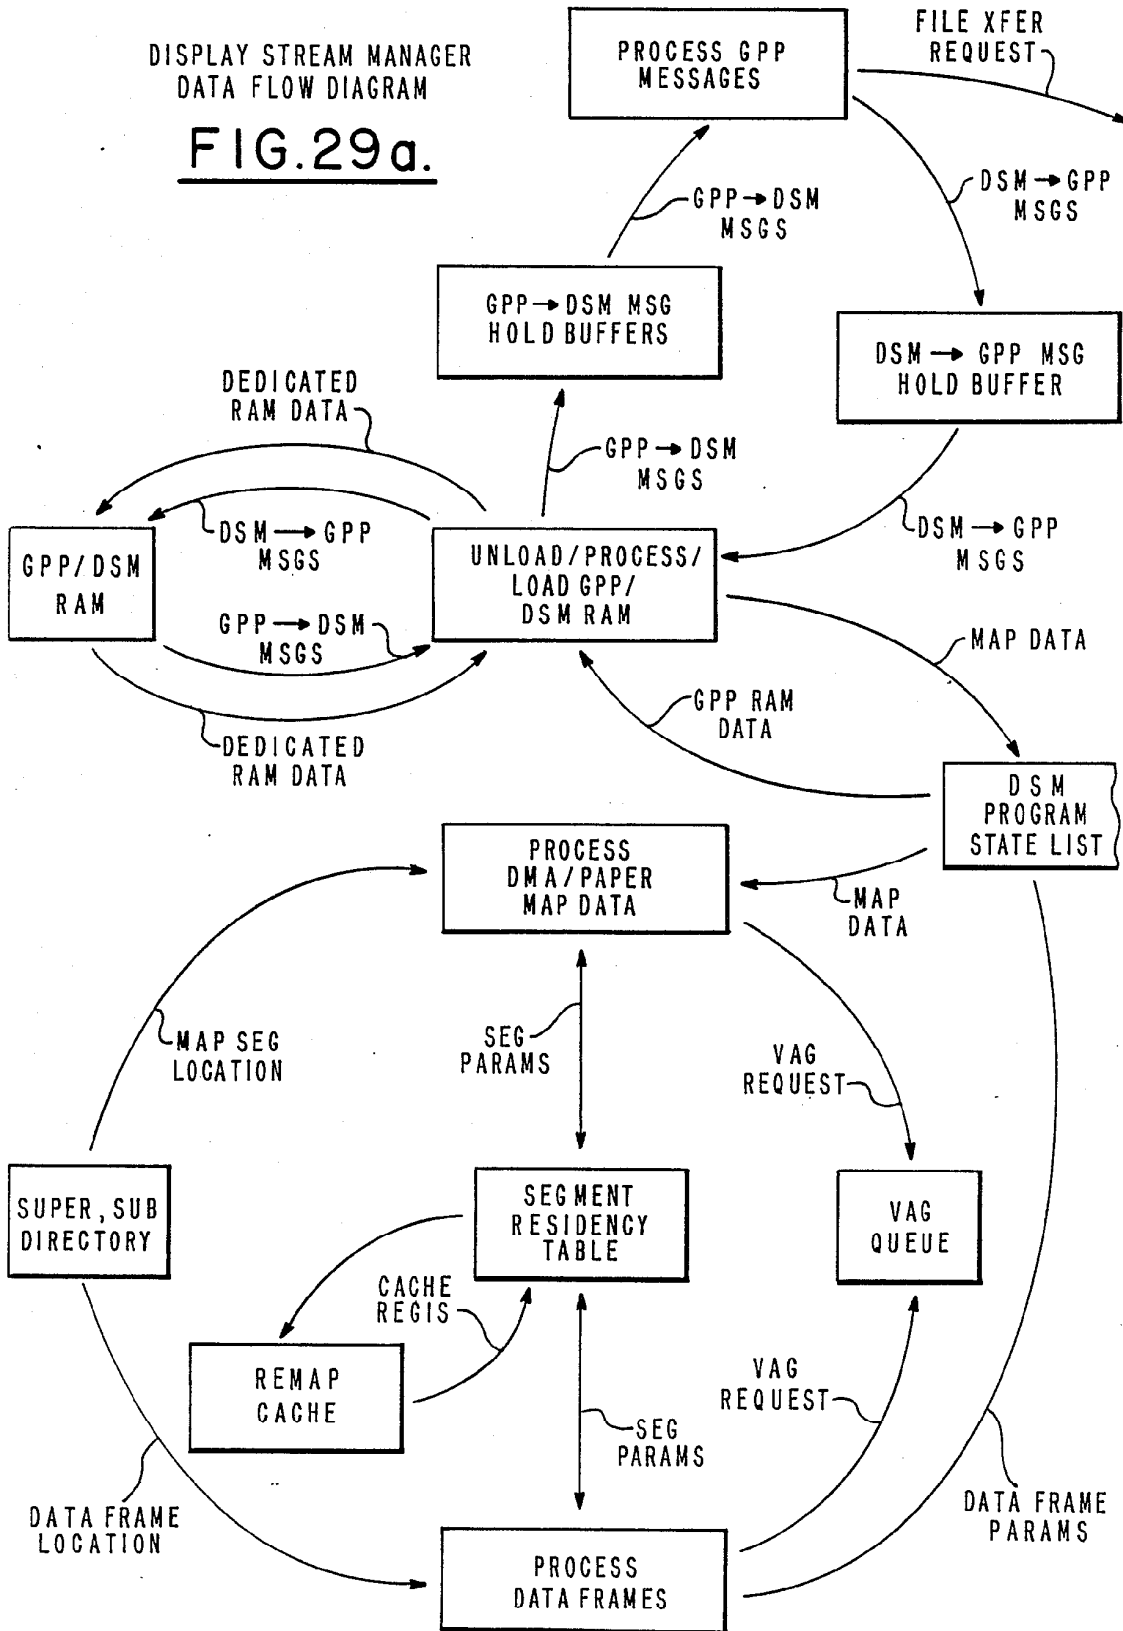 DISPLAY STREAM MANAGER
DATA FLOW DIAGRAM
FIG.29a.
PROCESS GPP
MESSAGES
FILE XFER
REQUEST
GPP→DSM
MSGS
DSM→GPP
MSGS
GPP→DSM MSG
HOLD BUFFERS
DSM→GPP MSG
HOLD BUFFER
DEDICATED
RAM DATA
GPP→DSM
MSGS
DSM→GPP
MSGS
DSM→GPP
MSGS
GPP/DSM
RAM
UNLOAD/PROCESS/
LOAD GPP/
DSM RAM
GPP→DSM
MSGS
MAP DATA
DEDICATED
RAM DATA
GPP RAM
DATA
DSM
PROGRAM
STATE LIST
PROCESS
DMA/PAPER
MAP DATA
MAP
DATA
MAP SEG
LOCATION
SEG
PARAMS
VAG
REQUEST
SUPER, SUB
DIRECTORY
SEGMENT
RESIDENCY
TABLE
VAG
QUEUE
CACHE
REGIS
REMAP
CACHE
SEG
PARAMS
VAG
REQUEST
DATA FRAME
LOCATION
DATA FRAME
PARAMS
PROCESS
DATA FRAMES